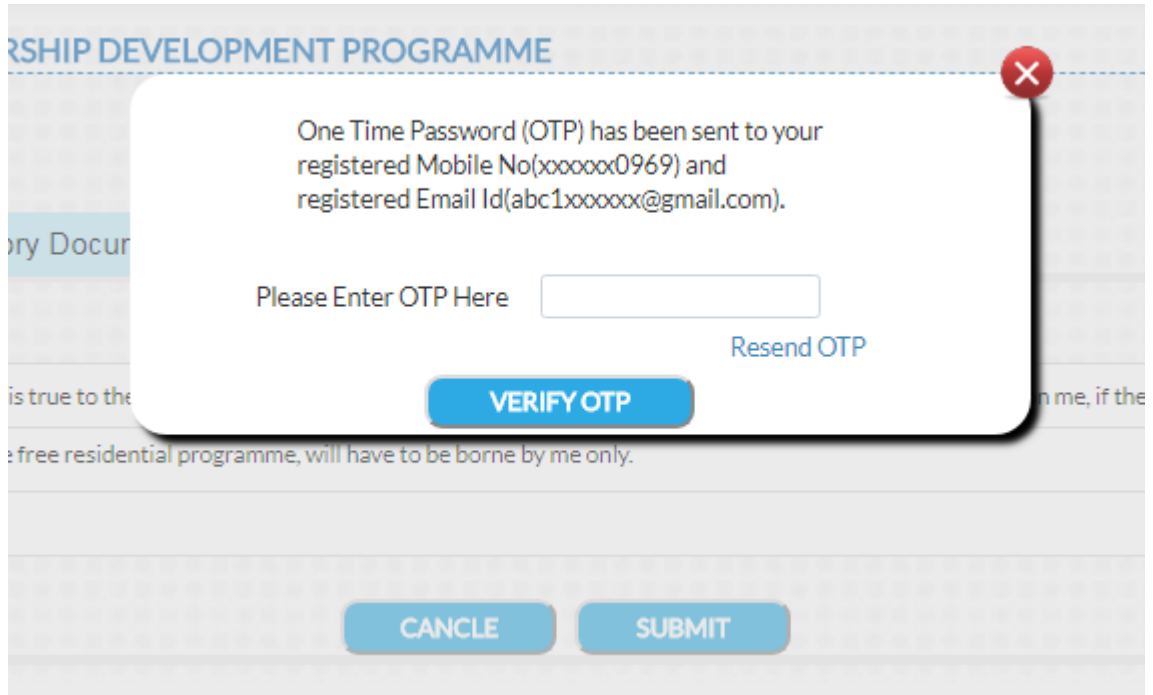 RSHIP DEVELOPMENT PROGRAMME
One Time Password (OTP) has been sent to your
registered Mobile No(xxxxxx0969) and
registered Email Id(abc1xxxxxx@gmail.com).
ory Docur
Please Enter OTP Here
Resend OTP
is true to the
n me, if the
VERIFY OTP
e free residential programme, will have to be borne by me only.
CANCLE
SUBMIT